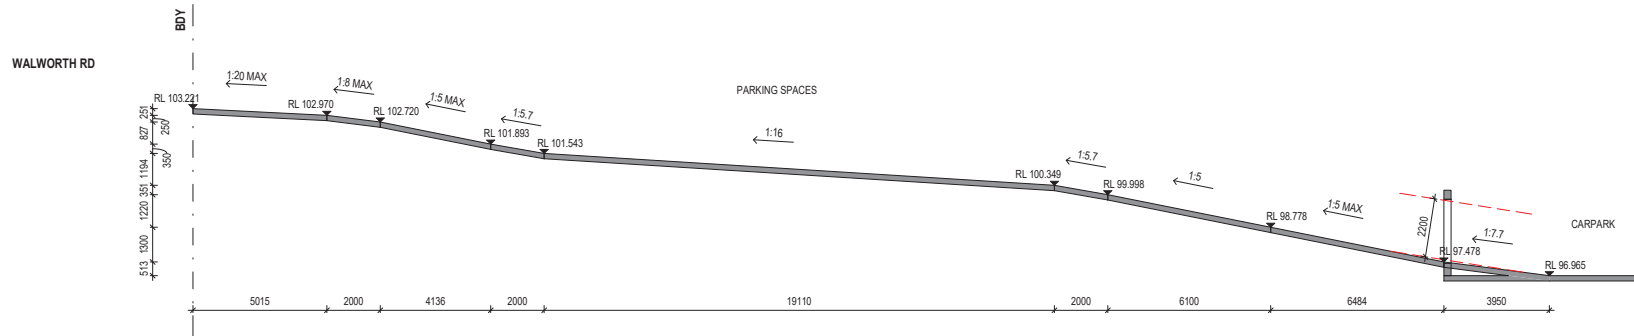 BDY
WALWORTH RD
1:20 MAX
1:8 MAX
1:5 MAX
1:5.7
PARKING SPACES
1:16
1:5.7
1:5
1:5 MAX
1:7.7
CARPARK
RL 103.221
RL 102.970
RL 102.720
RL 101.893
RL 101.543
RL 100.349
RL 99.998
RL 98.778
RL 97.478
RL 96.965
2200
251
250
827
350
1194
351
1220
1300
513
5015
2000
4136
2000
19110
2000
6100
6484
3950